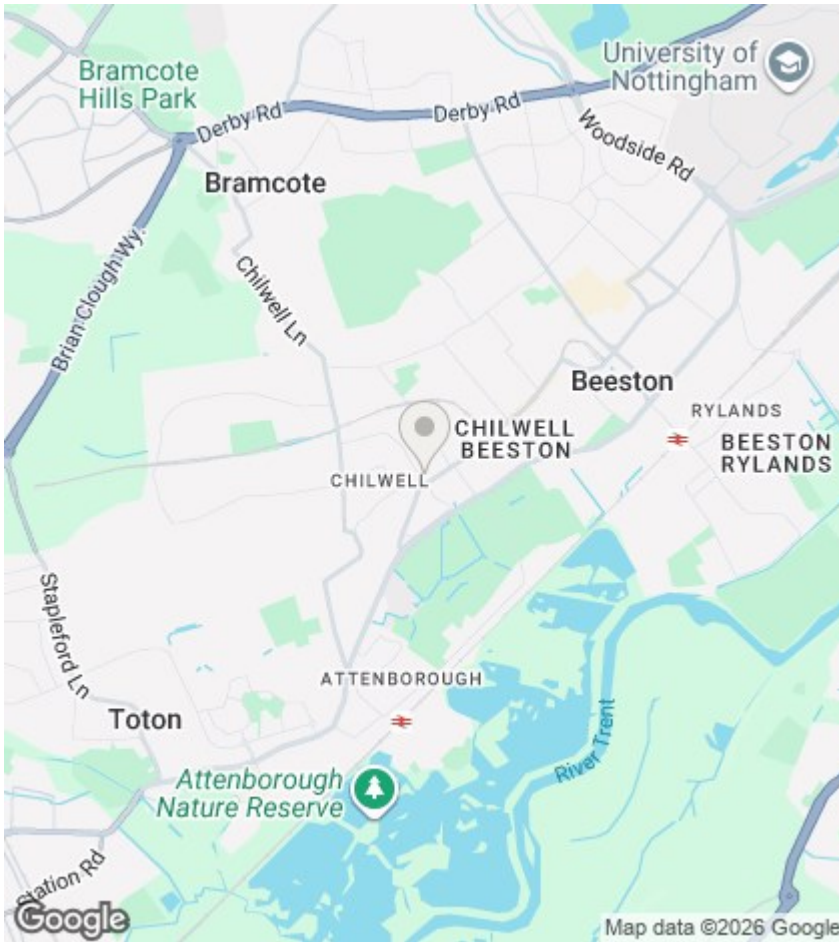 Bramcote
Hills Park
University of
Nottingham
Derby Rd
Derby Rd
Woodside Rd
Bramcote
Brian Clough Wy.
Chilwell Ln
Beeston
RYLANDS
CHILWELL
BEESTON
BEESTON
RYLANDS
CHILWELL
Stapleford Ln
ATTENBOROUGH
Toton
River Trent
Attenborough
Nature Reserve
Station Rd
Google
Map data ©2026 Google